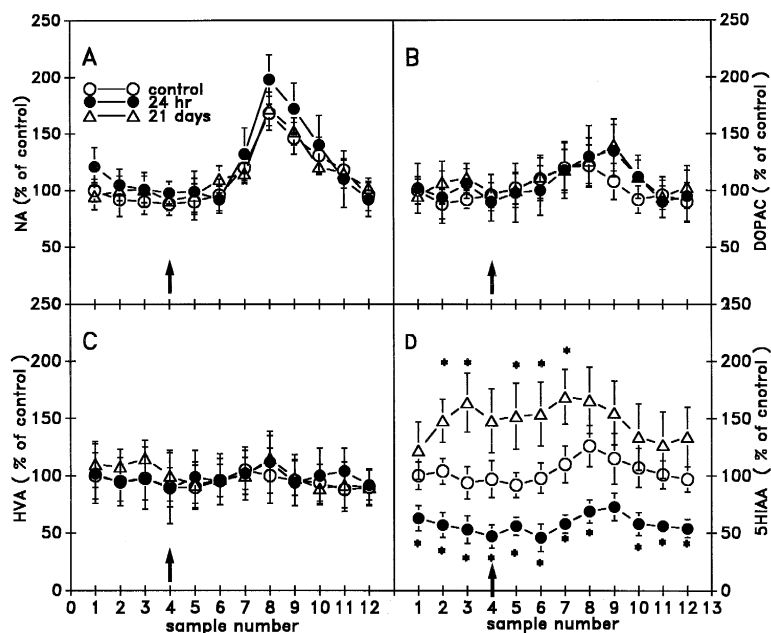 A
control
24 hr
21 days
NA (% of control)
250
200
150
100
50
B
DOPAC (% of control)
250
200
150
100
50
250
C
HVA ( % of control )
200
150
100
50
0
0 1 2 3 4 5 6 7 8 9 10 11 12
sample number
250
D
* * * * *
5HIAA ( % of cnotrol )
200
150
100
50
0
* * * * * * * * * * *
1 2 3 4 5 6 7 8 9 10 11 12 13
sample number